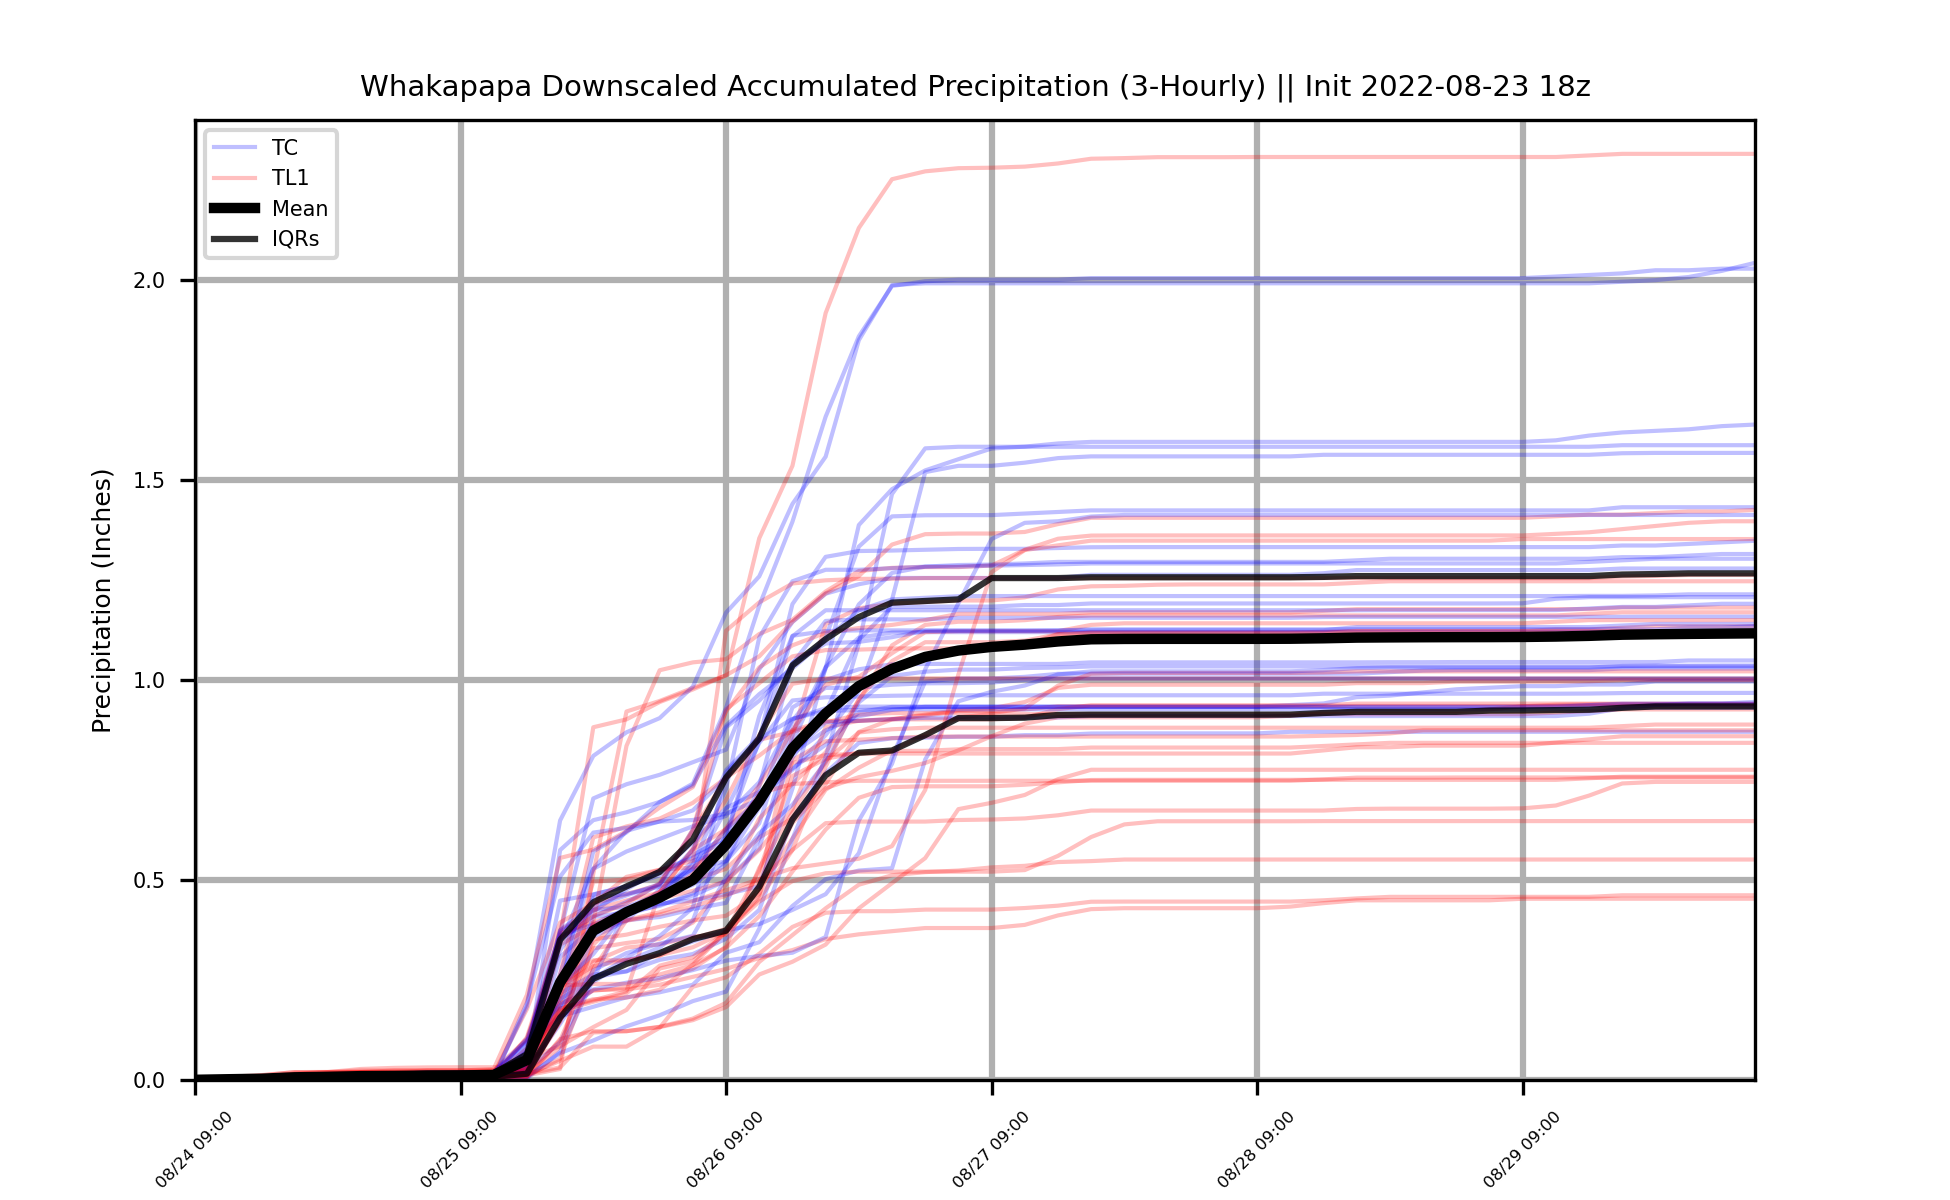 Whakapapa Downscaled Accumulated Precipitation (3-Hourly) || Init 2022-08-23 18z
TC
TL1
Mean
IQRs
Precipitation (Inches)
2.0
1.5
1.0
0.5
0.0
08/24 09:00
08/25 09:00
08/26 09:00
08/27 09:00
08/28 09:00
08/29 09:00